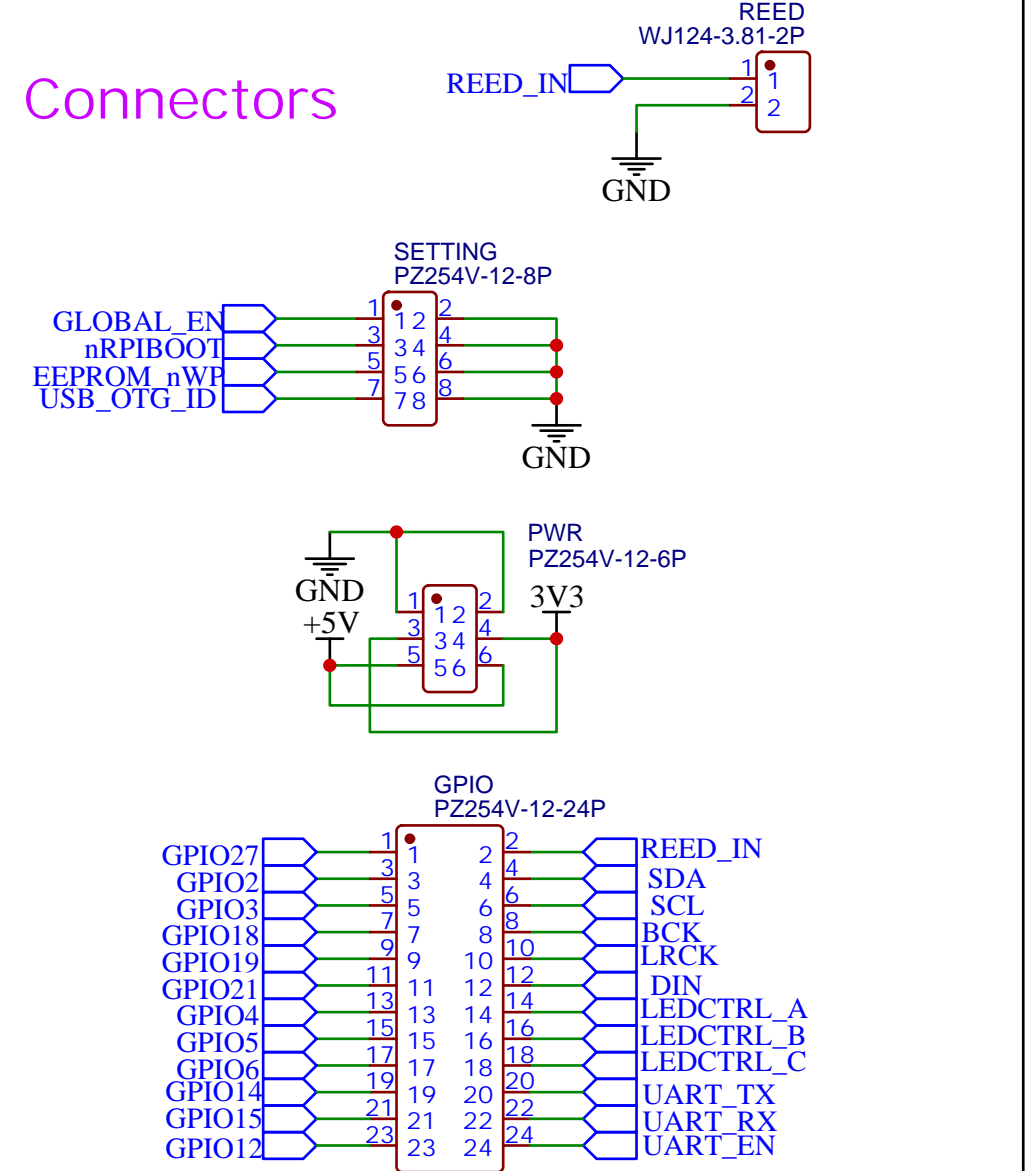 REED
WJ124-3.81-2P
Connectors
REED_IN
1 1
2 2
GND
SETTING
PZ254V-12-8P
GLOBAL_EN 1 1 2 2
nRPIBOOT 3 3 4 4
EEPROM_nWP 5 5 6 6
USB_OTG_ID 7 7 8 8
GND
PWR
PZ254V-12-6P
GND
+5V
3V3
1 1 2 2
3 3 4 4
5 5 6 6
GPIO
PZ254V-12-24P
GPIO27 1 1 2 2 REED_IN
GPIO2 3 3 4 4 SDA
GPIO3 5 5 6 6 SCL
GPIO18 7 7 8 8 BCK
GPIO19 9 9 10 10 LRCK
GPIO21 11 11 12 12 DIN
GPIO4 13 13 14 14 LEDCTRL_A
GPIO5 15 15 16 16 LEDCTRL_B
GPIO6 17 17 18 18 LEDCTRL_C
GPIO14 19 19 20 20 UART_TX
GPIO15 21 21 22 22 UART_RX
GPIO12 23 23 24 24 UART_EN